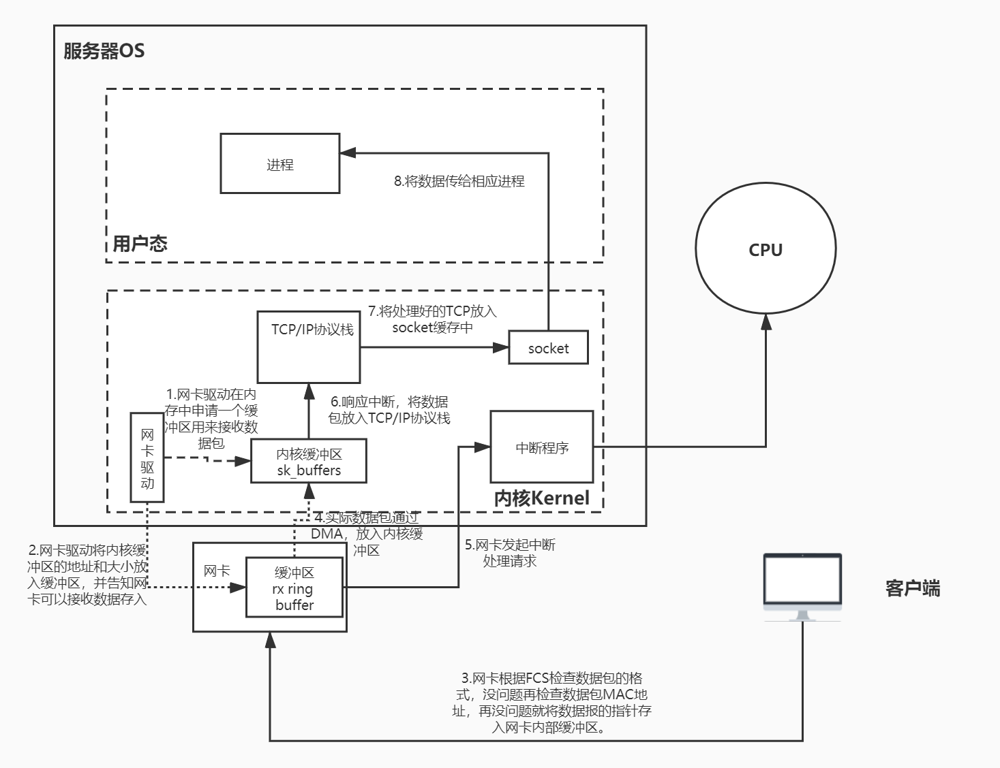 服务器OS
进程
8.将数据传给相应进程
用户态
CPU
7.将处理好的TCP放入
socket缓存中
TCP/IP协议栈
socket
1.网卡驱动在内
存中申请一个缓
冲区用来接收数
据包
6.响应中断，将数据
包放入TCP/IP协议栈
网
卡
驱
动
内核缓冲区
sk_buffers
中断程序
内核Kernel
4.实际数据包通过
DMA，放入内核缓
冲区
2.网卡驱动将内核缓
冲区的地址和大小放
入缓冲区，并告知网
卡可以接收数据存入
网卡
缓冲区
rx ring
buffer
5.网卡发起中断
处理请求
客户端
3.网卡根据FCS检查数据包的格
式，没问题再检查数据包MAC地
址，再没问题就将数据报的指针存
入网卡内部缓冲区。